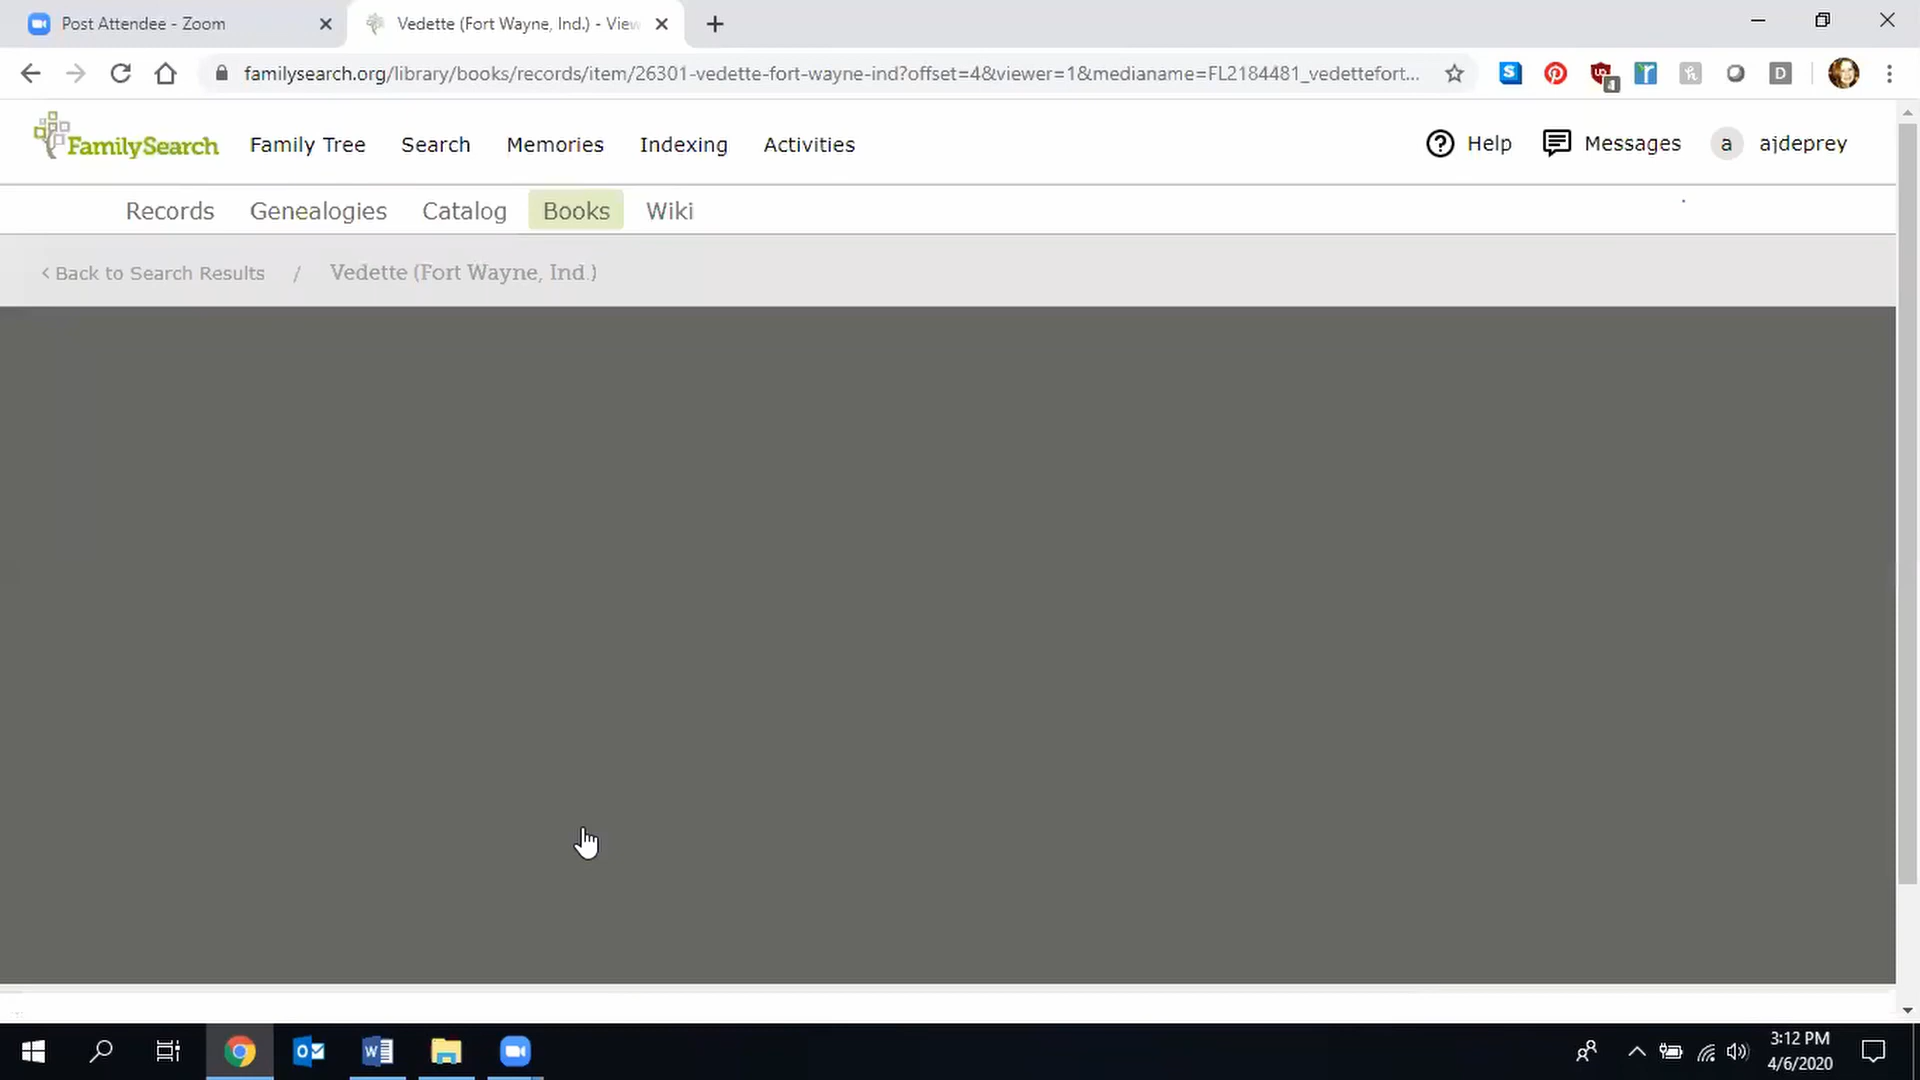 Post Attendee - Zoom
Vedette (Fort Wayne, Ind.) - View
familysearch.org/library/books/records/item/26301-vedette-fort-wayne-ind?offset=4&viewer=1&medianame=FL2184481_vedettefort...
FamilySearch
Family Tree
Search
Memories
Indexing
Activities
Help
Messages
a
ajdeprey
Records
Genealogies
Catalog
Books
Wiki
< Back to Search Results / Vedette (Fort Wayne, Ind.)
3:12 PM
4/6/2020